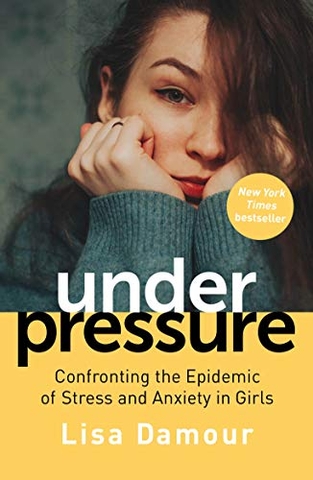 New York
Times
bestseller
under
pressure
Confronting the Epidemic
of Stress and Anxiety in Girls
Lisa Damour